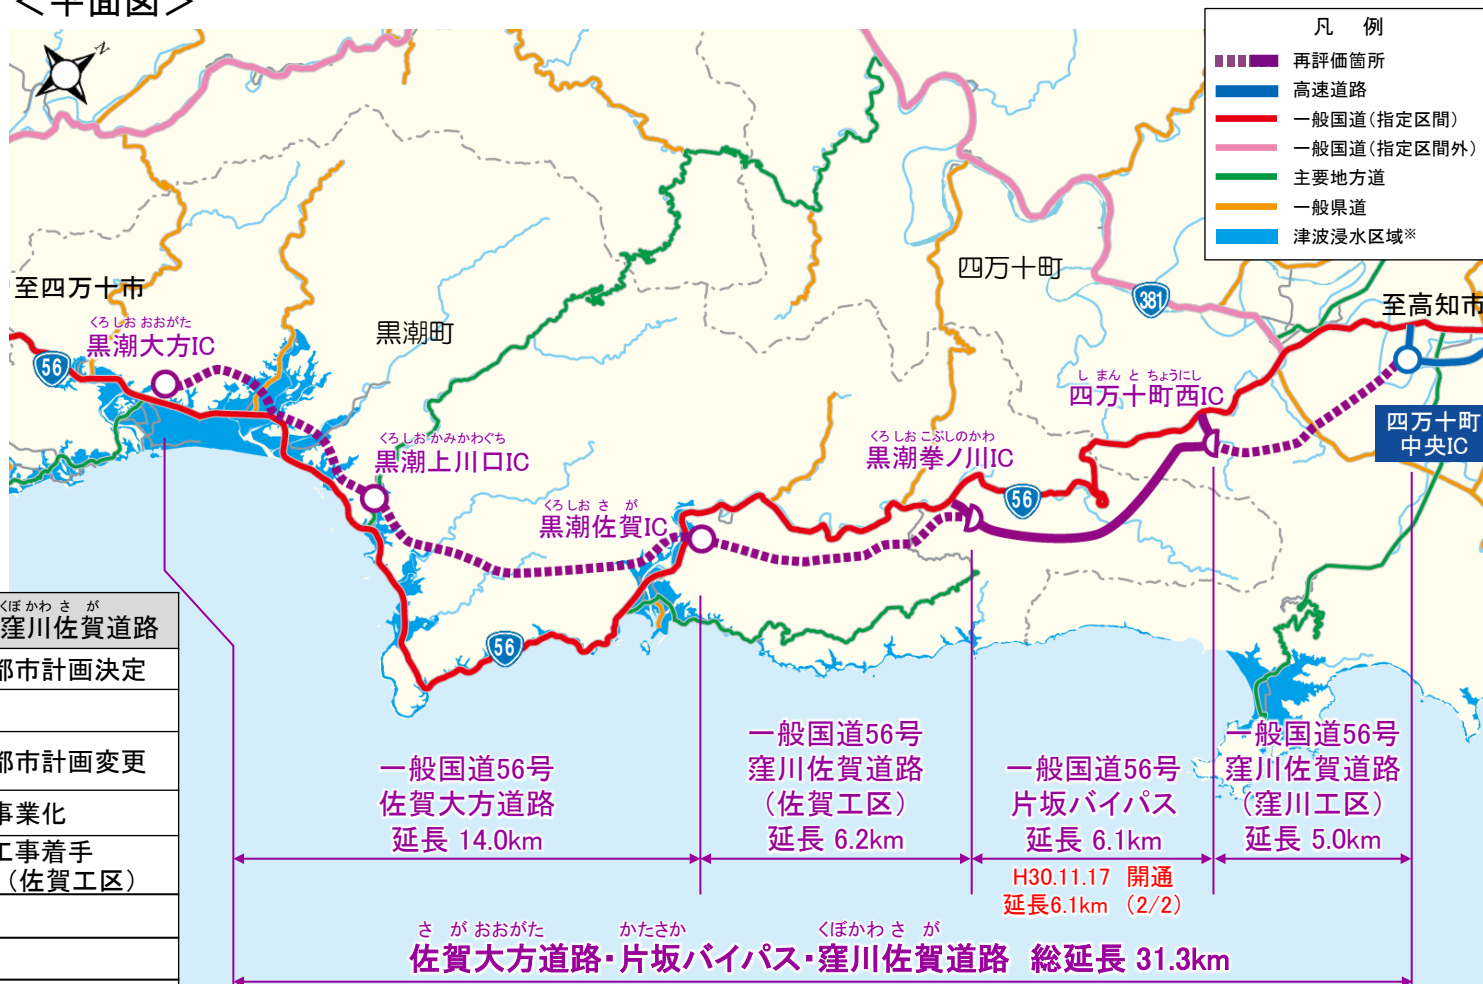 ＜平面図＞
N
凡 例
再評価箇所
高速道路
一般国道(指定区間)
一般国道(指定区間外)
主要地方道
一般県道
津波浸水区域※
四万十町
381
至高知市
至四万十市
くろしおおおがた
黒潮大方IC
黒潮町
56
しまんとちょうにし
四万十町西IC
四万十町
中央IC
くろしおかみかわぐち
黒潮上川口IC
くろしおこぶしのかわ
黒潮拳ノ川IC
56
くろしおさが
黒潮佐賀IC
56
くぼかわさが
窪川佐賀道路
都市計画決定
都市計画変更
事業化
工事着手
（佐賀工区）
一般国道56号
佐賀大方道路
延長 14.0km
一般国道56号
窪川佐賀道路
（佐賀工区）
延長 6.2km
一般国道56号
片坂バイパス
延長 6.1km
H30.11.17 開通
延長6.1km （2/2）
一般国道56号
窪川佐賀道路
（窪川工区）
延長 5.0km
さがおおがた かたさか くぼかわさが
佐賀大方道路・片坂バイパス・窪川佐賀道路 総延長 31.3km